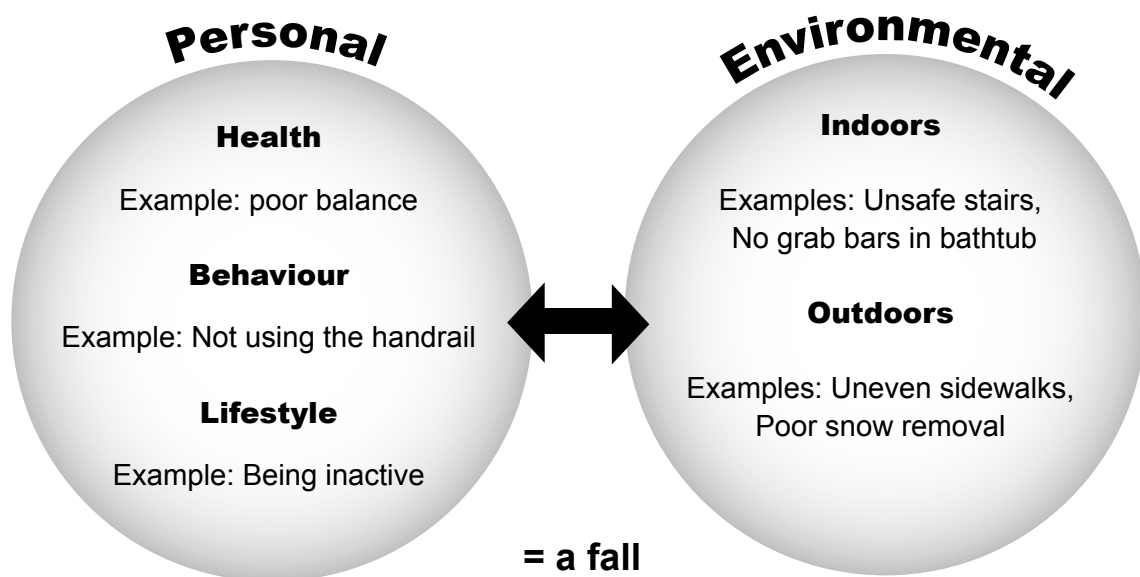 Personal
Health
Example: poor balance
Behaviour
Example: Not using the handrail
Lifestyle
Example: Being inactive
Environmental
Indoors
Examples: Unsafe stairs,
No grab bars in bathtub
Outdoors
Examples: Uneven sidewalks,
Poor snow removal
= a fall